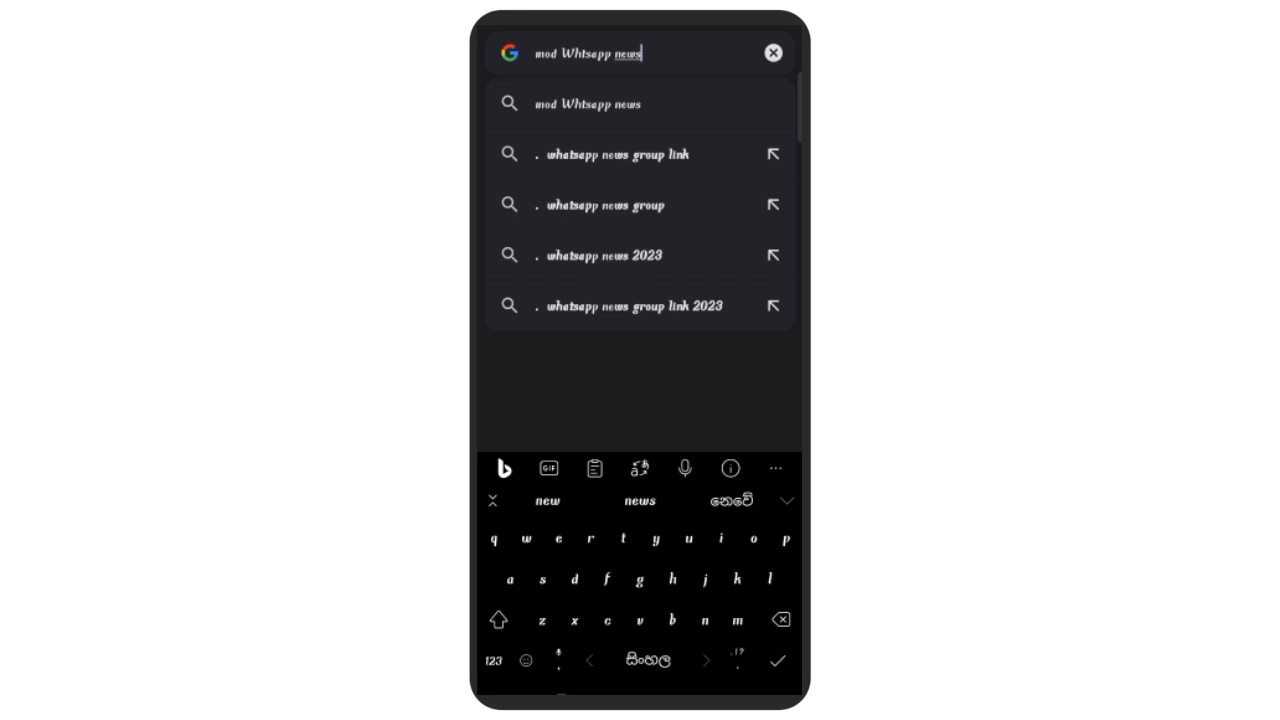 mod Whtsapp news
mod Whtsapp news
. whatsapp news group link
. whatsapp news group
. whatsapp news 2023
. whatsapp news group link 2023
GIF
new news නෙවේ
q w e r t y u i o p
a s d f g h j k l
z x c v b n m
123 , සිංහල . !? ,